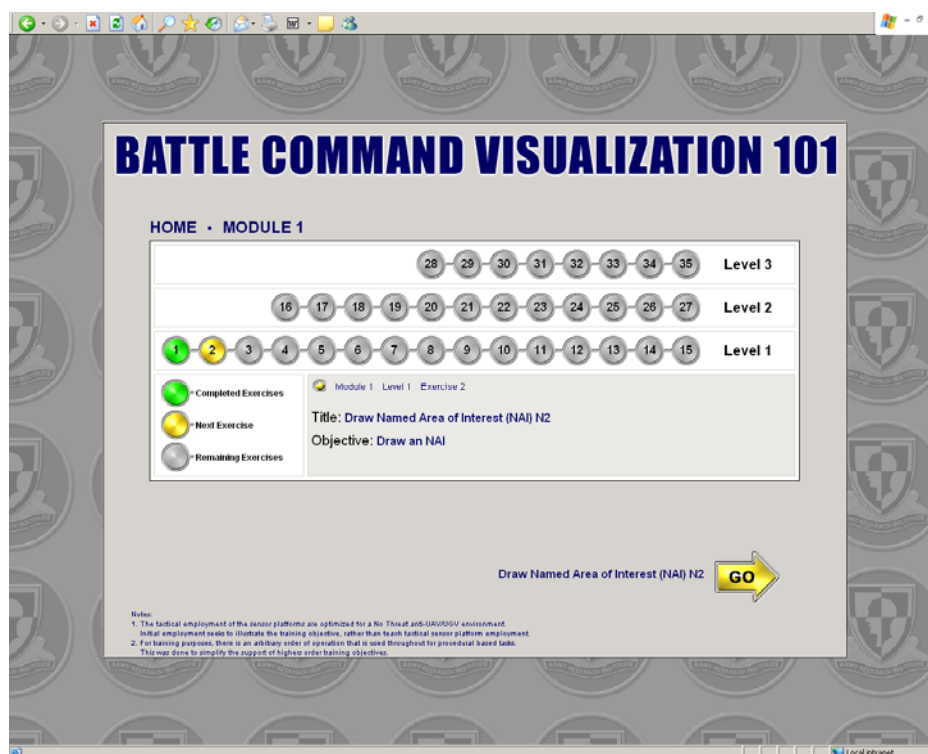 BATTLE COMMAND VISUALIZATION 101
HOME • MODULE 1
28 29 30 31 32 33 34 35 Level 3
16 17 18 19 20 21 22 23 24 25 26 27 Level 2
1 2 3 4 5 6 7 8 9 10 11 12 13 14 15 Level 1
= Completed Exercises
= Next Exercise
= Remaining Exercises
Module 1 Level 1 Exercise 2
Title: Draw Named Area of Interest (NAI) N2
Objective: Draw an NAI
Draw Named Area of Interest (NAI) N2 GO
Notes:
1. The tactical employment of the sensor platforms are optimized for a No Threat anti-UAV/UGV environment.
Initial employment seeks to illustrate the training objective, rather than teach tactical sensor platform employment.
2. For training purposes, there is an arbitrary order of operation that is used throughout for procedural based tasks.
This was done to simplify the support of higher order training objectives.
Local intranet